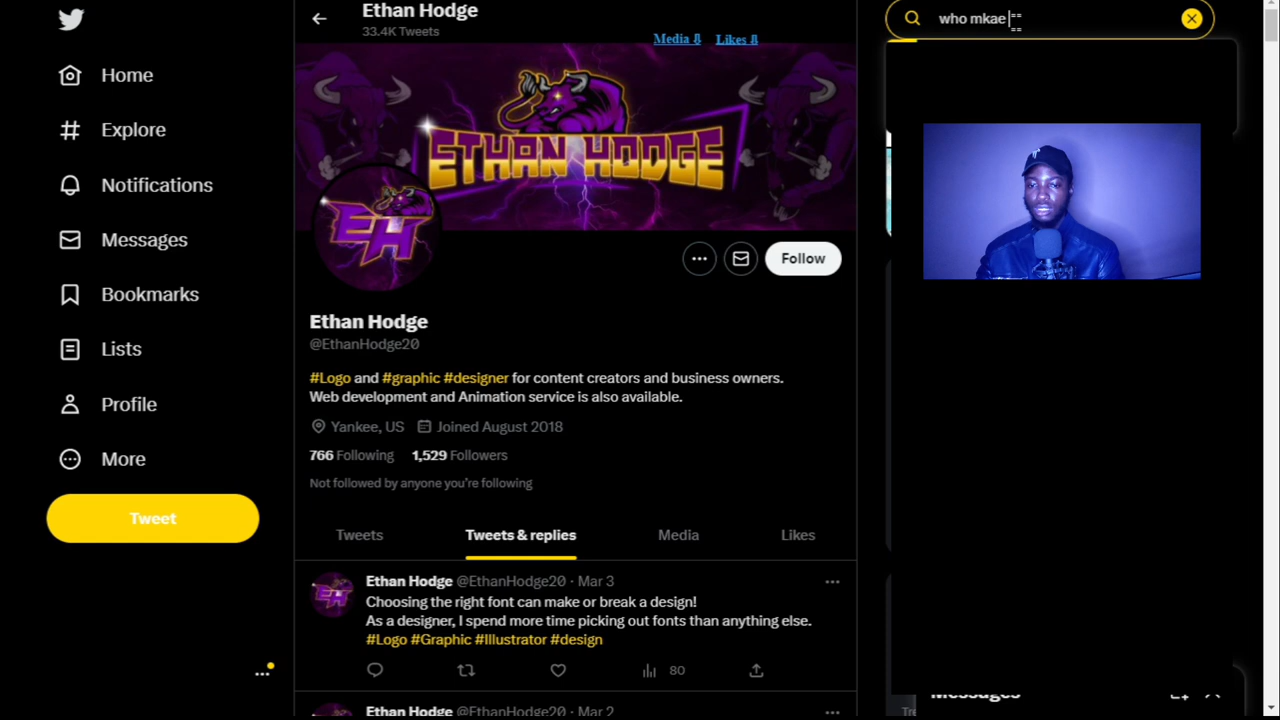 Home
Explore
Notifications
Messages
Bookmarks
Lists
Profile
More
Tweet
Ethan Hodge
33.4K Tweets
Media ⇩ Likes ⇩
ETHAN HODGE
EH
Follow
Ethan Hodge
@EthanHodge20
#Logo and #graphic #designer for content creators and business owners.
Web development and Animation service is also available.
Yankee, US Joined August 2018
766 Following 1,529 Followers
Not followed by anyone you're following
Tweets Tweets & replies Media Likes
EH
Ethan Hodge @EthanHodge20 · Mar 3
Choosing the right font can make or break a design!
As a designer, I spend more time picking out fonts than anything else.
#Logo #Graphic #Illustrator #design
80
Ethan Hodge @EthanHodge20 · Mar 2
who mkae
Messages